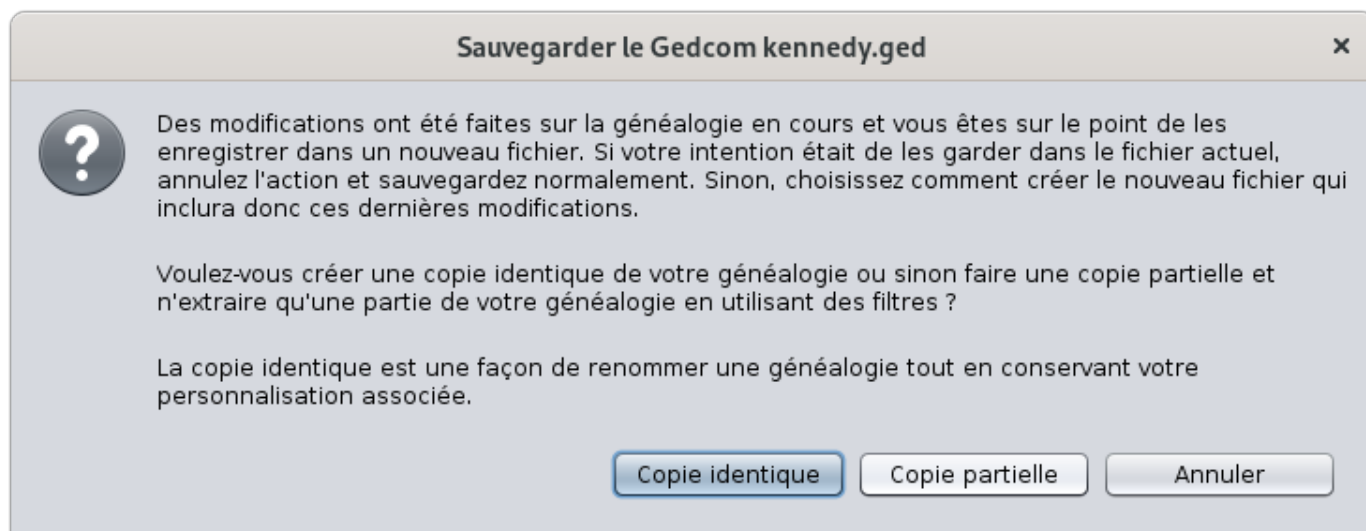 Sauvegarder le Gedcom kennedy.ged
Des modifications ont été faites sur la généalogie en cours et vous êtes sur le point de les
enregistrer dans un nouveau fichier. Si votre intention était de les garder dans le fichier actuel,
annulez l'action et sauvegardez normalement. Sinon, choisissez comment créer le nouveau fichier qui
inclura donc ces dernières modifications.
Voulez-vous créer une copie identique de votre généalogie ou sinon faire une copie partielle et
n'extraire qu'une partie de votre généalogie en utilisant des filtres ?
La copie identique est une façon de renommer une généalogie tout en conservant votre
personnalisation associée.
Copie identique Copie partielle Annuler